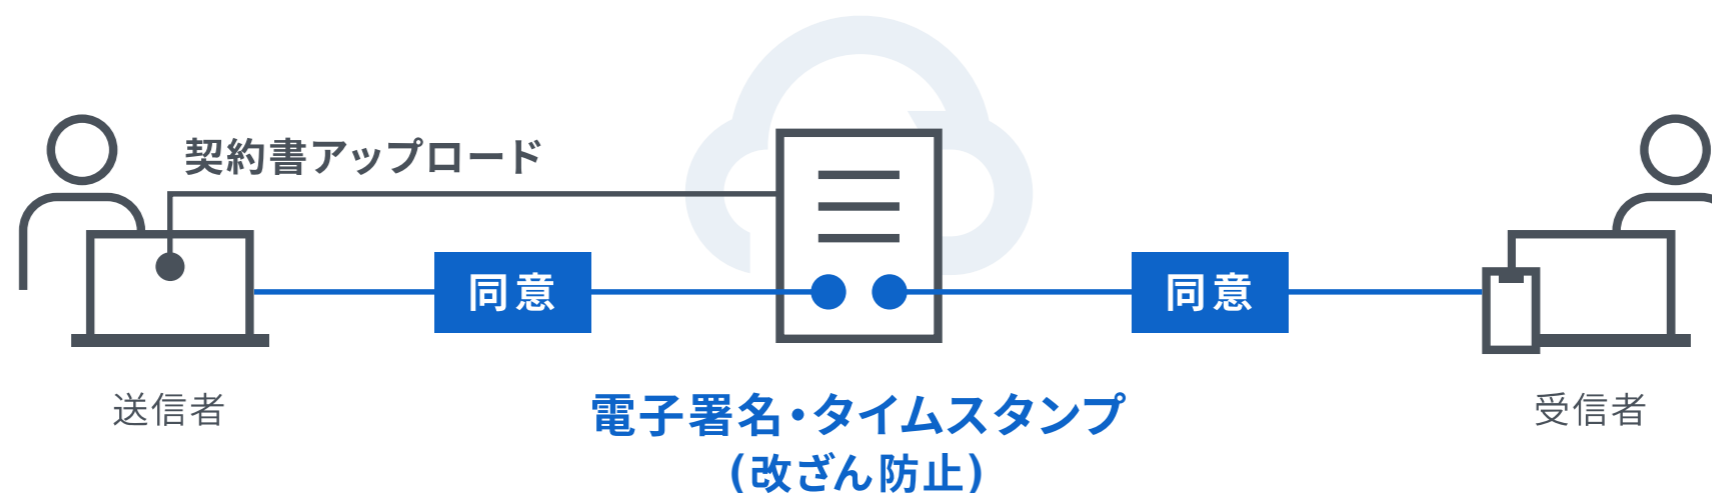 契約書アップロード
同意
同意
送信者
電子署名・タイムスタンプ
(改ざん防止)
受信者